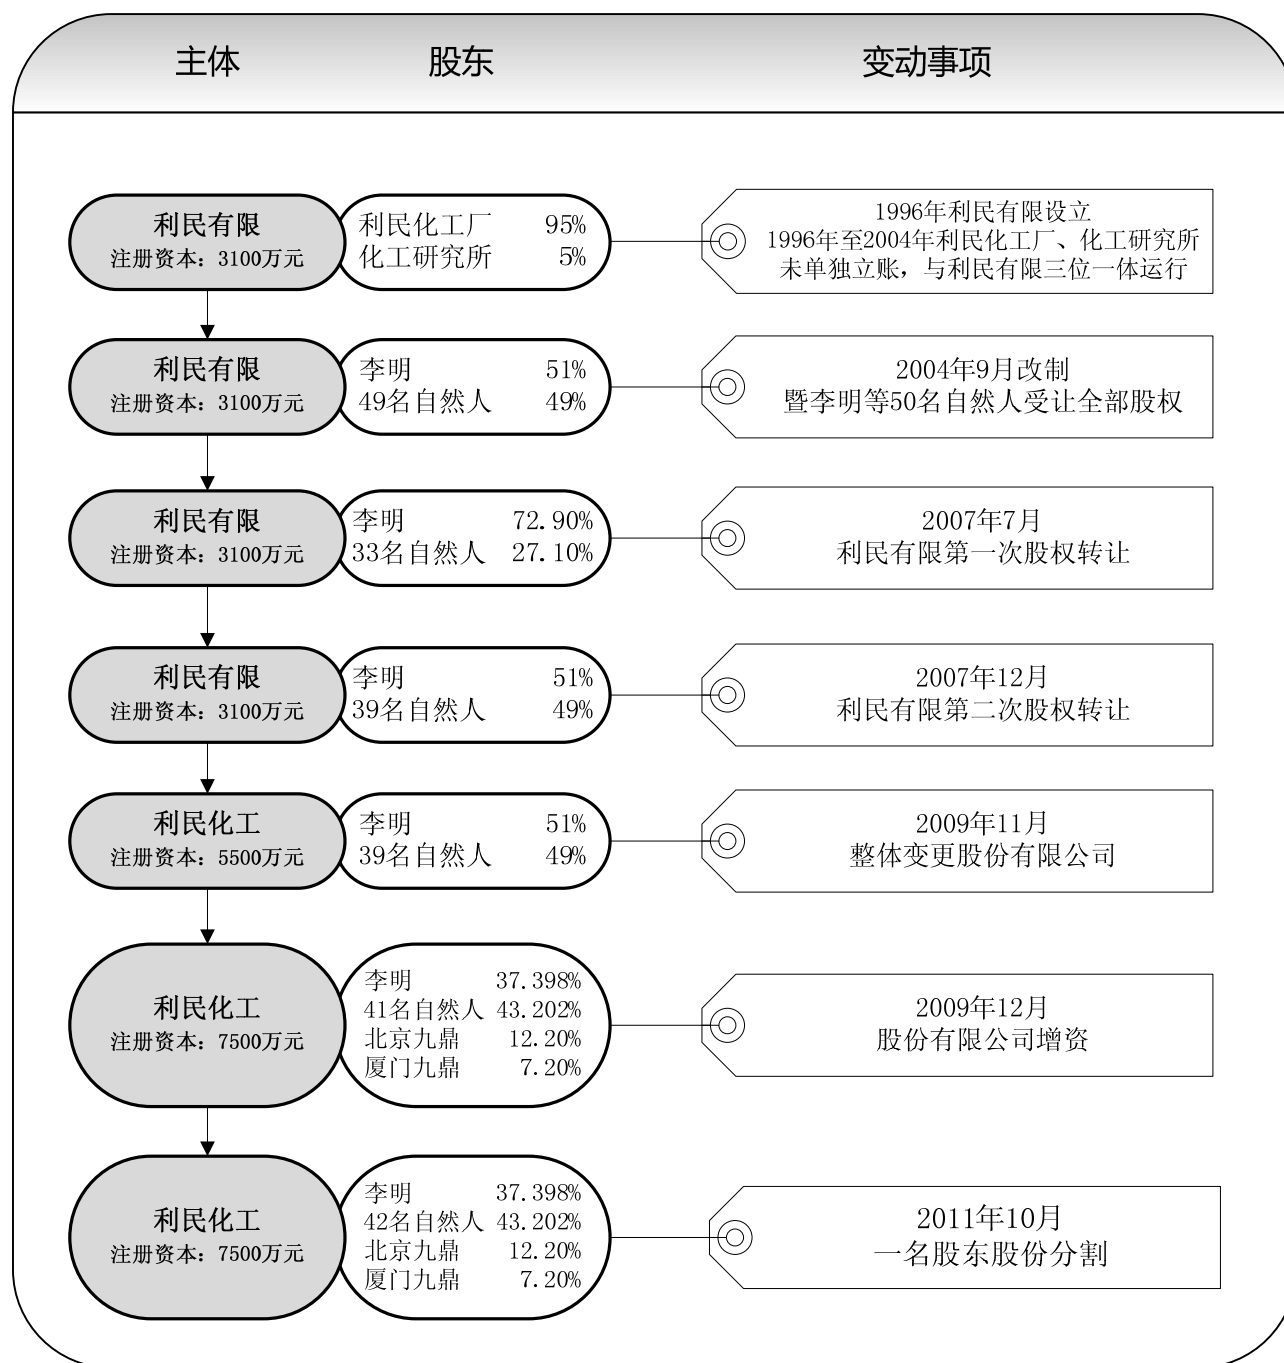 主体 股东 变动事项
利民有限
注册资本：3100万元
利民化工厂 95%
化工研究所 5%
1996年利民有限设立
1996年至2004年利民化工厂、化工研究所
未单独立账，与利民有限三位一体运行
利民有限
注册资本：3100万元
李明 51%
49名自然人 49%
2004年9月改制
暨李明等50名自然人受让全部股权
利民有限
注册资本：3100万元
李明 72.90%
33名自然人 27.10%
2007年7月
利民有限第一次股权转让
利民有限
注册资本：3100万元
李明 51%
39名自然人 49%
2007年12月
利民有限第二次股权转让
利民化工
注册资本：5500万元
李明 51%
39名自然人 49%
2009年11月
整体变更股份有限公司
利民化工
注册资本：7500万元
李明 37.398%
41名自然人 43.202%
北京九鼎 12.20%
厦门九鼎 7.20%
2009年12月
股份有限公司增资
利民化工
注册资本：7500万元
李明 37.398%
42名自然人 43.202%
北京九鼎 12.20%
厦门九鼎 7.20%
2011年10月
一名股东股份分割